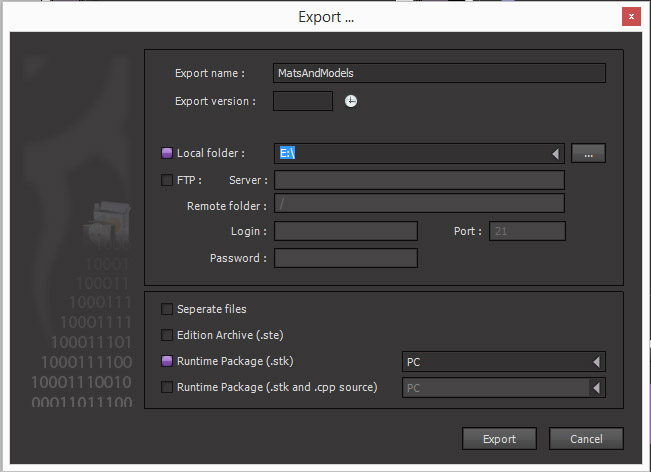 Export ...
x
Export name :
MatsAndModels
Export version :
Local folder :
E:\
...
FTP :
Server :
Remote folder :
/
Login :
Port :
21
Password :
10001
100011
1000111
10001111
100011101
1000111100
10001110010
00011011100
Seperate files
Edition Archive (.ste)
Runtime Package (.stk)
PC
Runtime Package (.stk and .cpp source)
PC
Export
Cancel